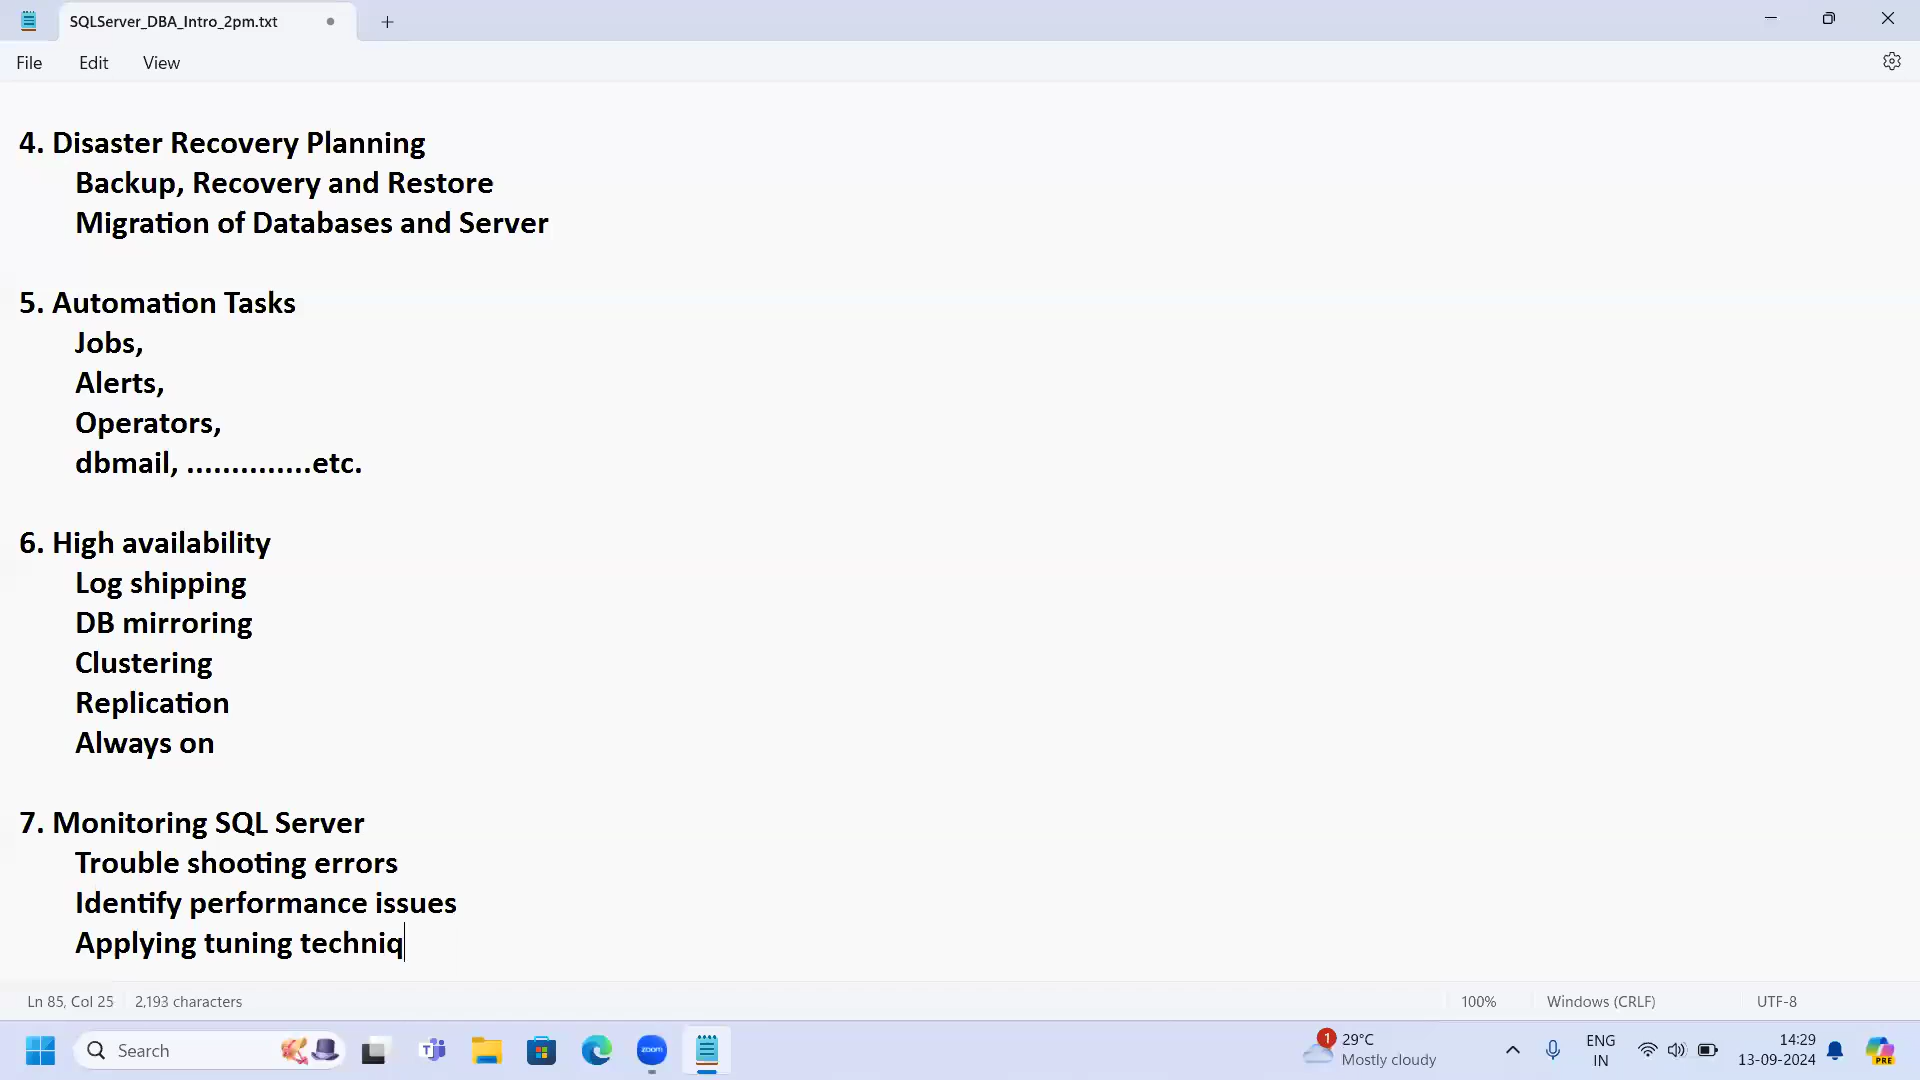 SQLServer_DBA_Intro_2pm.txt
File Edit View
4. Disaster Recovery Planning
Backup, Recovery and Restore
Migration of Databases and Server
5. Automation Tasks
Jobs,
Alerts,
Operators,
dbmail, ..............etc.
6. High availability
Log shipping
DB mirroring
Clustering
Replication
Always on
7. Monitoring SQL Server
Trouble shooting errors
Identify performance issues
Applying tuning techniq
Ln 85, Col 25 2,193 characters 100% Windows (CRLF) UTF-8
Search zoom 1 29°C ENG 14:29
Mostly cloudy IN 13-09-2024 PRE